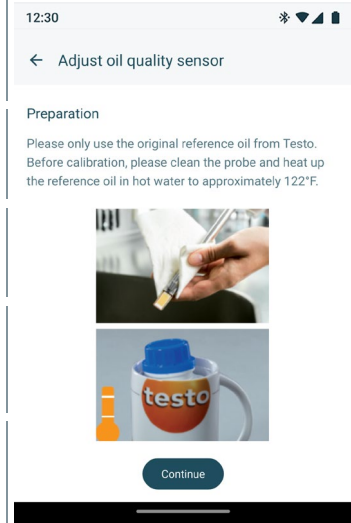 12:30
Adjust oil quality sensor
Preparation
Please only use the original reference oil from Testo.
Before calibration, please clean the probe and heat up
the reference oil in hot water to approximately 122°F.
testo
Continue